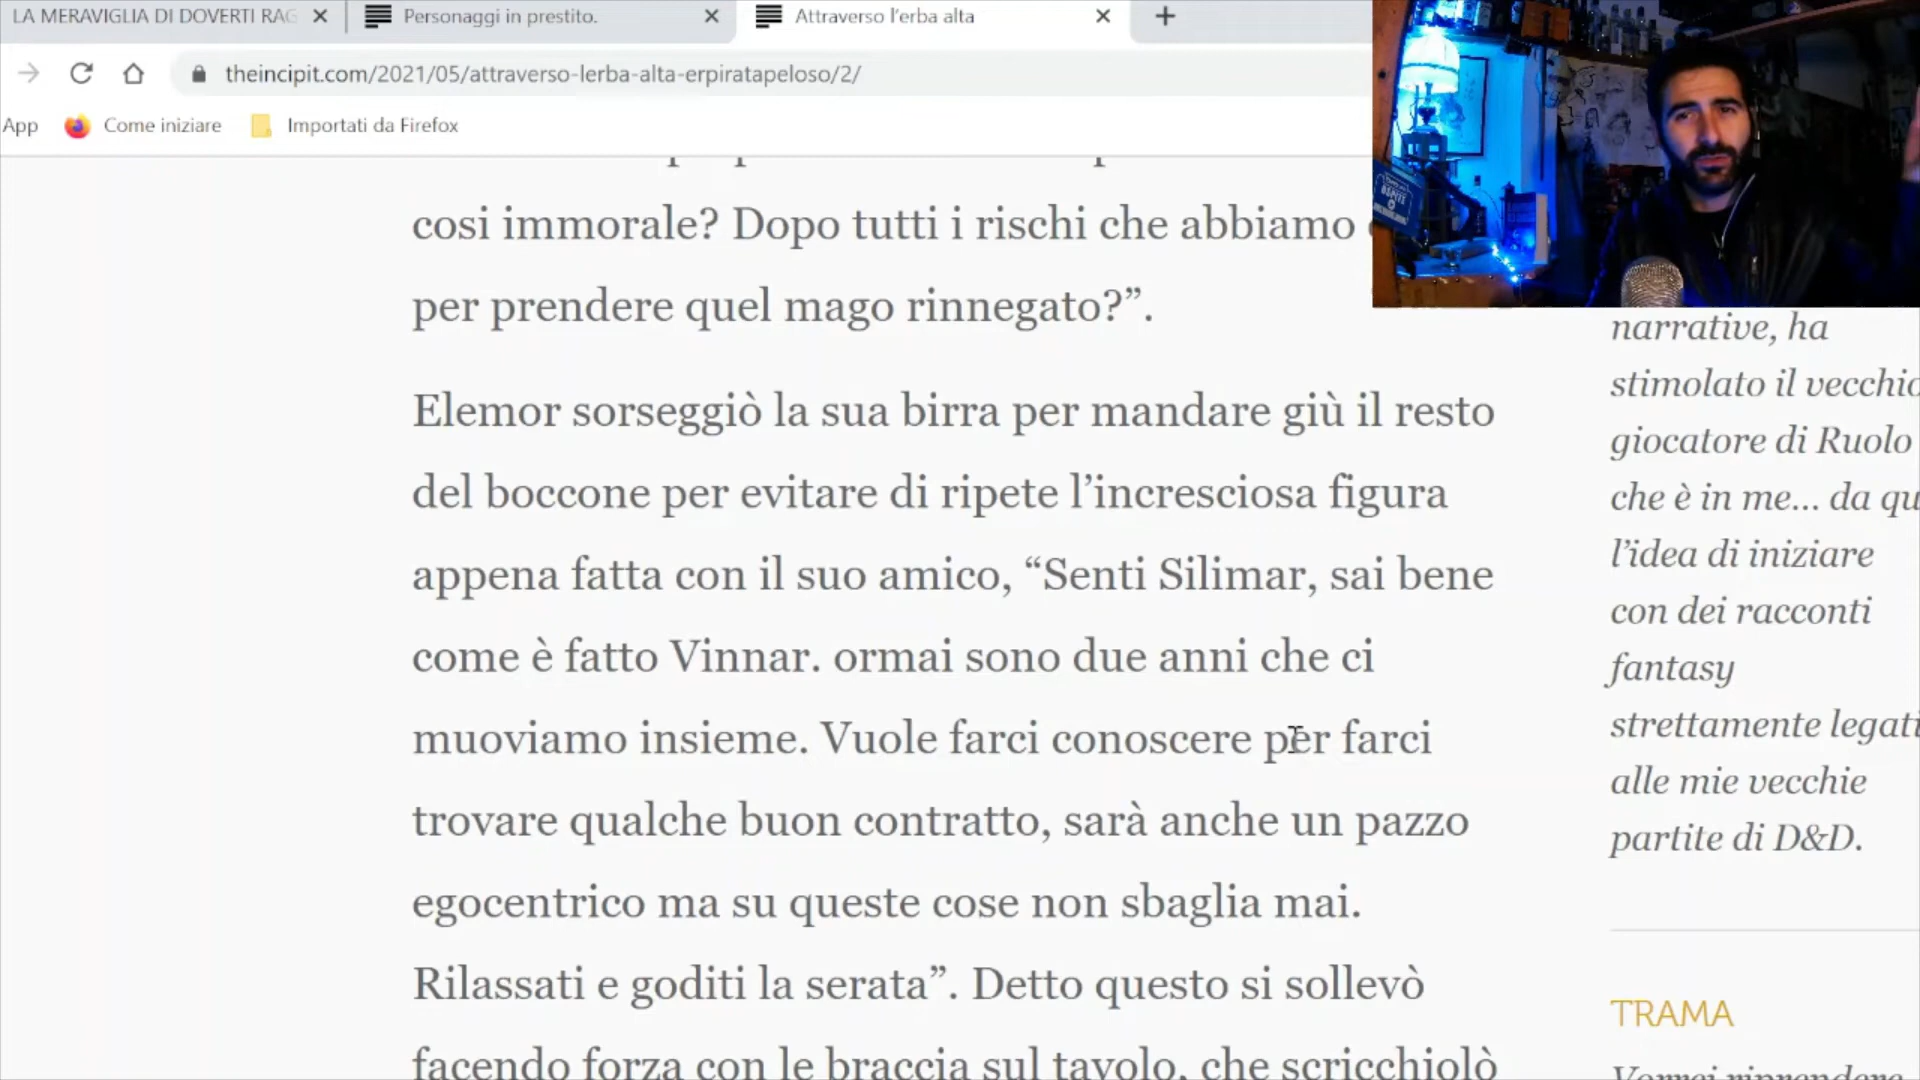 LA MERAVIGLIA DI DOVERTI RAG
Personaggi in prestito.
Attraverso l'erba alta
theincipit.com/2021/05/attraverso-lerba-alta-erpiratapeloso/2/
App
Come iniziare
Importati da Firefox
cosi immorale? Dopo tutti i rischi che abbiamo
per prendere quel mago rinnegato?”.
Elemor sorseggiò la sua birra per mandare giù il resto
del boccone per evitare di ripete l’incresciosa figura
appena fatta con il suo amico, “Senti Silimar, sai bene
come è fatto Vinnar. ormai sono due anni che ci
muoviamo insieme. Vuole farci conoscere per farci
trovare qualche buon contratto, sarà anche un pazzo
egocentrico ma su queste cose non sbaglia mai.
Rilassati e goditi la serata”. Detto questo si sollevò
facendo forza con le braccia sul tavolo, che scricchiolò
narrative, ha
stimolato il vecchio
giocatore di Ruolo
che è in me... da qu
l’idea di iniziare
con dei racconti
fantasy
strettamente legati
alle mie vecchie
partite di D&D.
TRAMA
Vorrei riprendere